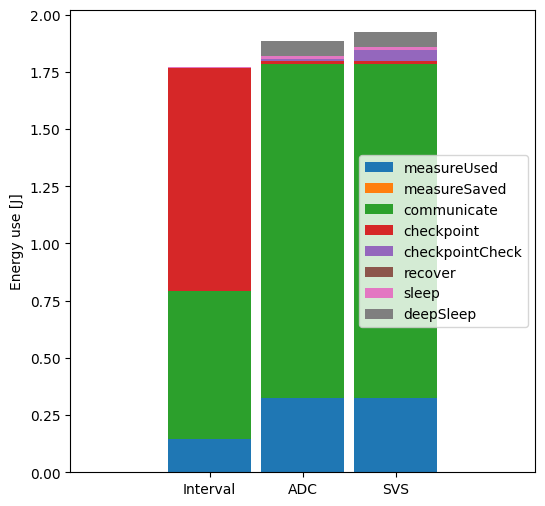 2.00
1.75
1.50
1.25
1.00
0.75
0.50
0.25
0.00
Energy use [J]
measureUsed
measureSaved
communicate
checkpoint
checkpointCheck
recover
sleep
deepSleep
Interval
ADC
SVS